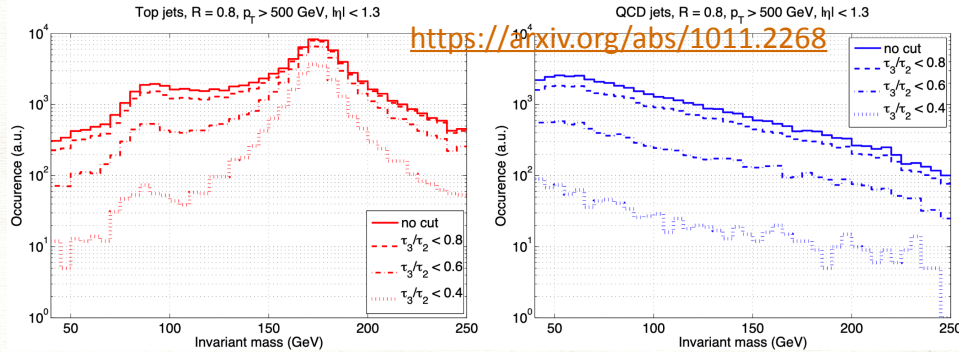 Top jets, R = 0.8, pT > 500 GeV, |η| < 1.3
Occurence (a.u.)
10^4
10^3
10^2
10^1
10^0
50
100
150
200
250
Invariant mass (GeV)
no cut
τ3/τ2 < 0.8
τ3/τ2 < 0.6
τ3/τ2 < 0.4
https://arxiv.org/abs/1011.2268
QCD jets, R = 0.8, pT > 500 GeV, |η| < 1.3
Occurence (a.u.)
10^4
10^3
10^2
10^1
10^0
50
100
150
200
250
Invariant mass (GeV)
no cut
τ3/τ2 < 0.8
τ3/τ2 < 0.6
τ3/τ2 < 0.4